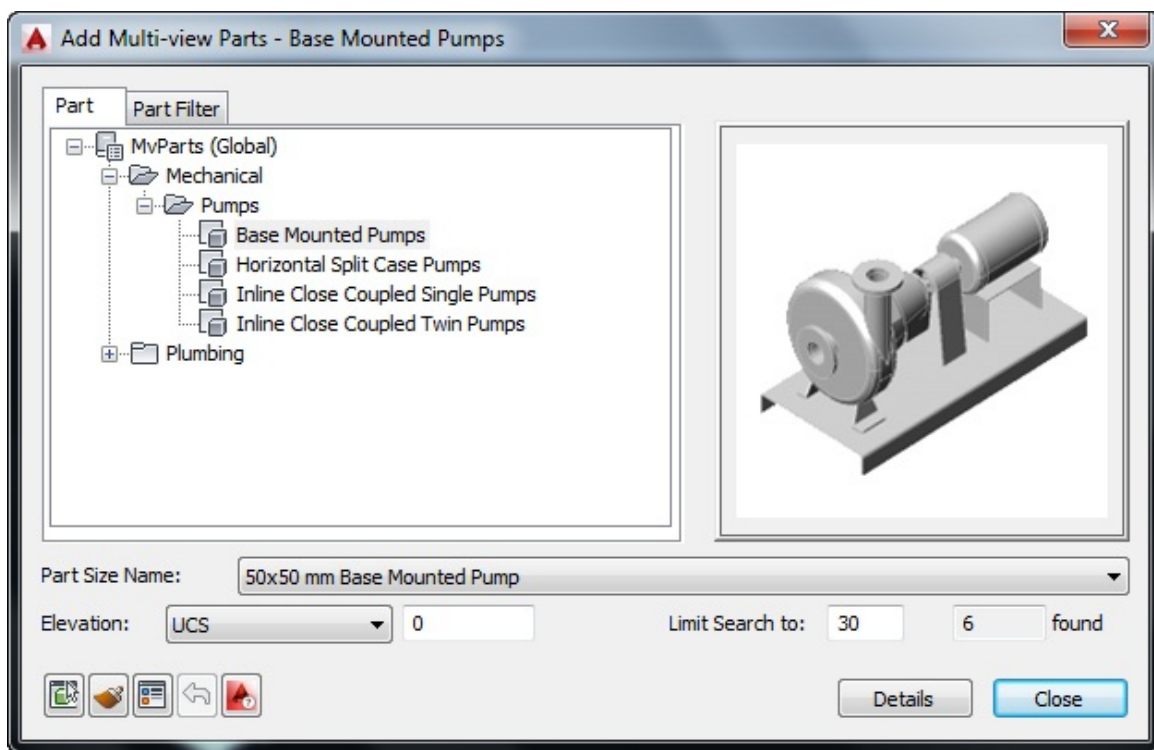 Add Multi-view Parts - Base Mounted Pumps
Part Part Filter
MvParts (Global)
Mechanical
Pumps
Base Mounted Pumps
Horizontal Split Case Pumps
Inline Close Coupled Single Pumps
Inline Close Coupled Twin Pumps
Plumbing
Part Size Name: 50x50 mm Base Mounted Pump
Elevation: UCS 0 Limit Search to: 30 6 found
Details Close